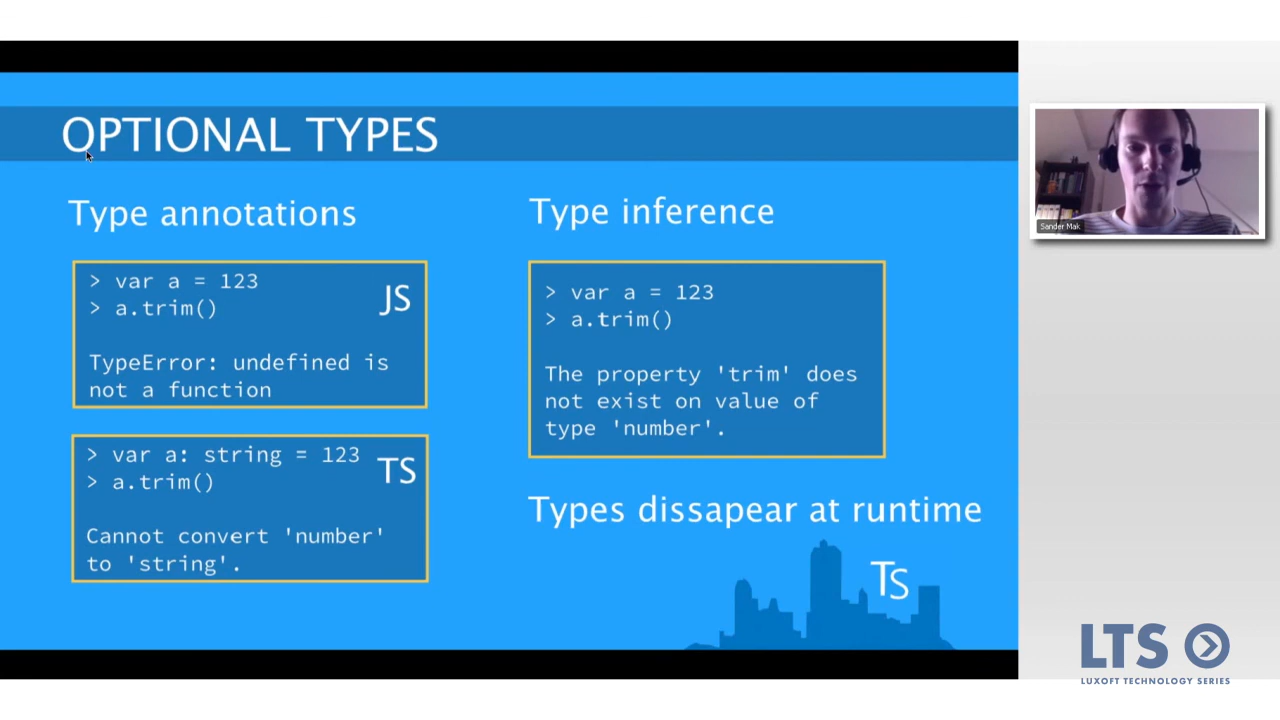 OPTIONAL TYPES
Type annotations
> var a = 123
> a.trim()
JS
TypeError: undefined is
not a function
> var a: string = 123
> a.trim()
TS
Cannot convert 'number'
to 'string'.
Type inference
> var a = 123
> a.trim()
The property 'trim' does
not exist on value of
type 'number'.
Types dissapear at runtime
TS
Sander Mak
LTS
LUXOFT TECHNOLOGY SERIES